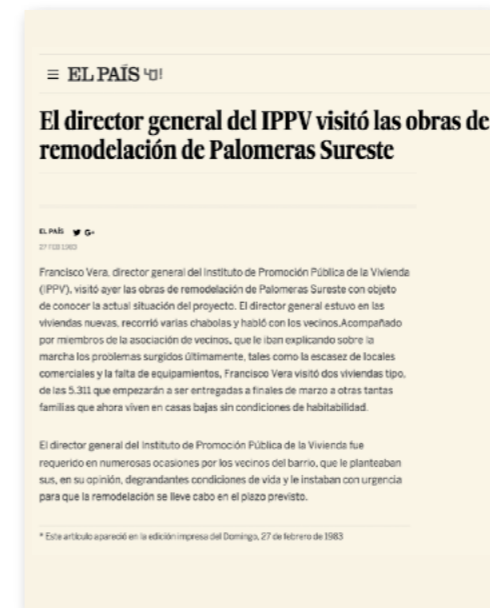 EL PAÍS 40!
El director general del IPPV visitó las obras de
remodelación de Palomeras Sureste
EL PAÍS G+
27 FEB 1983
Francisco Vera, director general del Instituto de Promoción Pública de la Vivienda
(IPPV), visitó ayer las obras de remodelación de Palomeras Sureste con objeto
de conocer la actual situación del proyecto. El director general estuvo en las
viviendas nuevas, recorrió varias chabolas y habló con los vecinos.Acompañado
por miembros de la asociación de vecinos, que le iban explicando sobre la
marcha los problemas surgidos últimamente, tales como la escasez de locales
comerciales y la falta de equipamientos, Francisco Vera visitó dos viviendas tipo,
de las 5.311 que empezarán a ser entregadas a finales de marzo a otras tantas
familias que ahora viven en casas bajas sin condiciones de habitabilidad.
El director general del Instituto de Promoción Pública de la Vivienda fue
requerido en numerosas ocasiones por los vecinos del barrio, que le planteaban
sus, en su opinión, degrandantes condiciones de vida y le instaban con urgencia
para que la remodelación se lleve cabo en el plazo previsto.
* Este artículo apareció en la edición impresa del Domingo, 27 de febrero de 1983